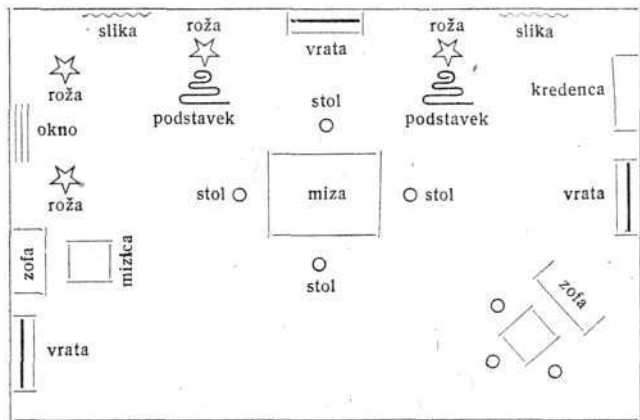 slika
roža
vrata
roža
slika
roža
podstavek
stol
podstavek
kredenca
okno
roža
stol
miza
stol
vrata
zofa
mizica
stol
zofa
vrata